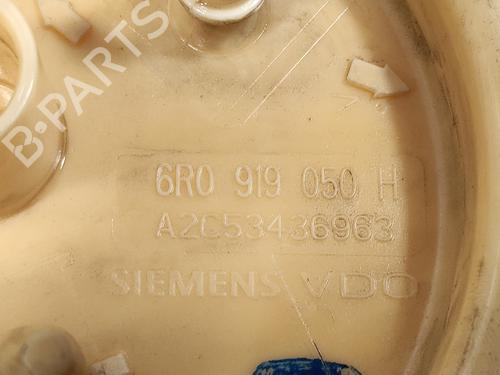 B-PARTS
6R0 919 050 H
A2C53436963
SIEMENS VDO